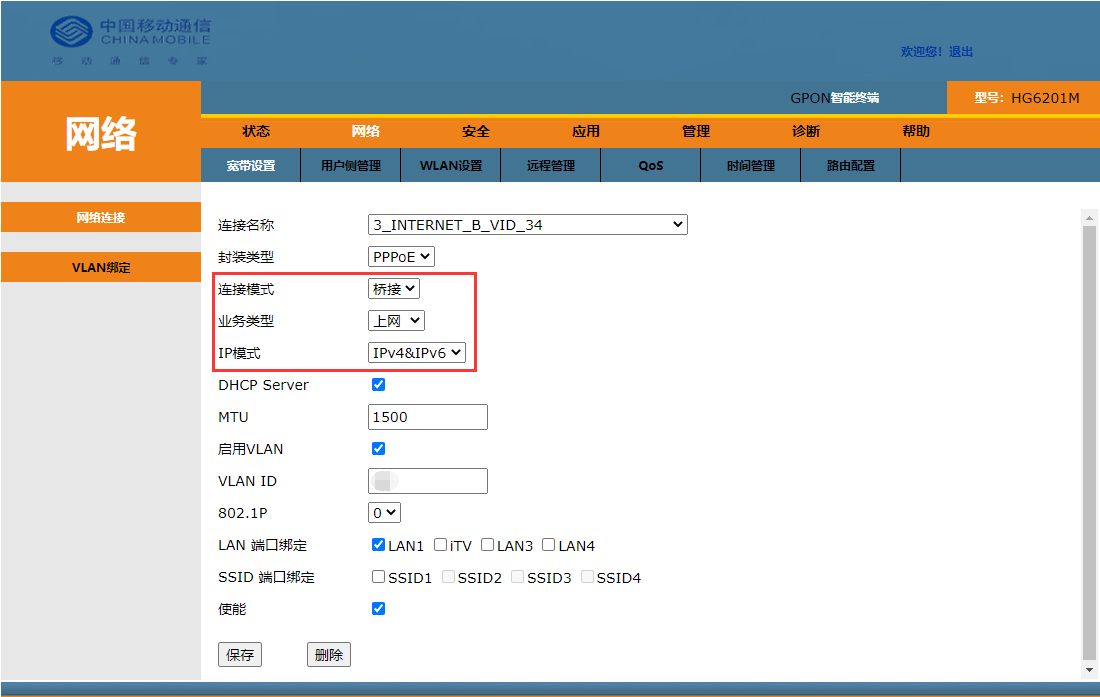 中国移动通信
CHINA MOBILE
移动通信专家
欢迎您! 退出
GPON智能终端
型号: HG6201M
网络
状态 网络 安全 应用 管理 诊断 帮助
宽带设置 用户侧管理 WLAN设置 远程管理 QoS 时间管理 路由配置
网络连接
VLAN绑定
连接名称 3_INTERNET_B_VID_34
封装类型 PPPoE
连接模式 桥接
业务类型 上网
IP模式 IPv4&IPv6
DHCP Server
MTU 1500
启用VLAN
VLAN ID
802.1P 0
LAN 端口绑定 LAN1 iTV LAN3 LAN4
SSID 端口绑定 SSID1 SSID2 SSID3 SSID4
使能
保存 删除